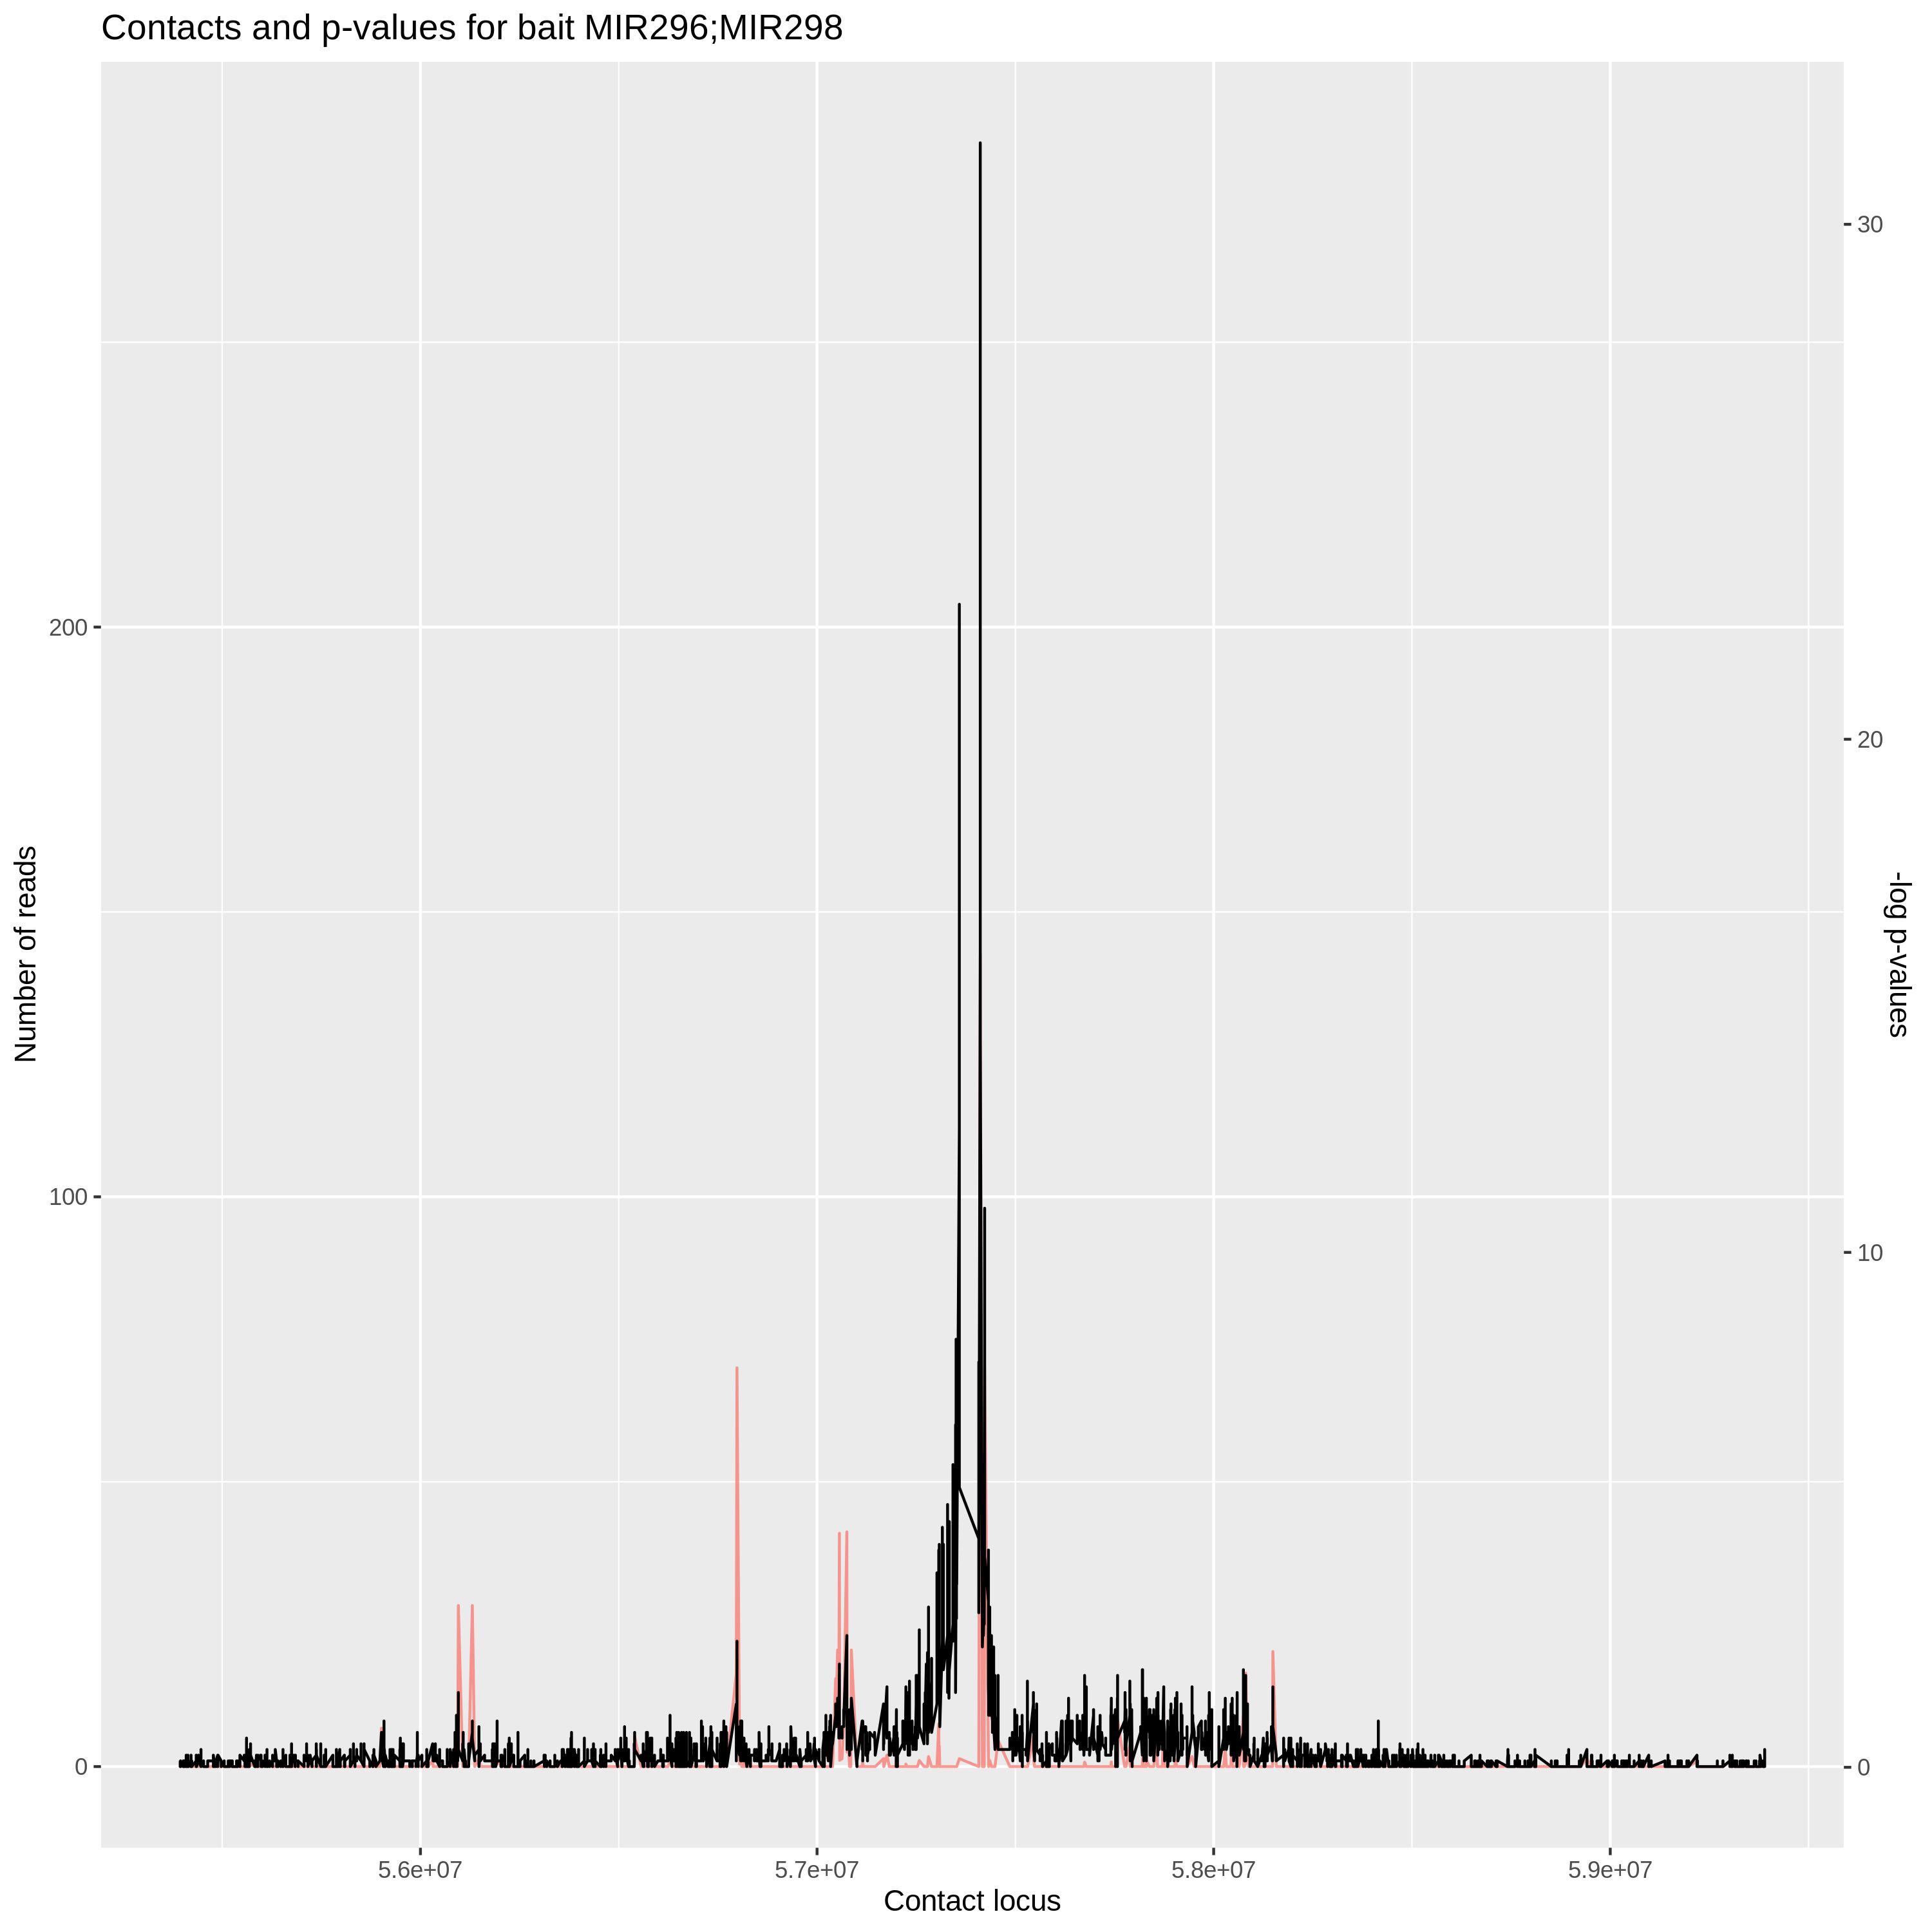 Contacts and p-values for bait MIR296;MIR298
30
200
20
Number of reads
-log p-values
100
10
0
0
5.6e+07
5.7e+07
5.8e+07
5.9e+07
Contact locus